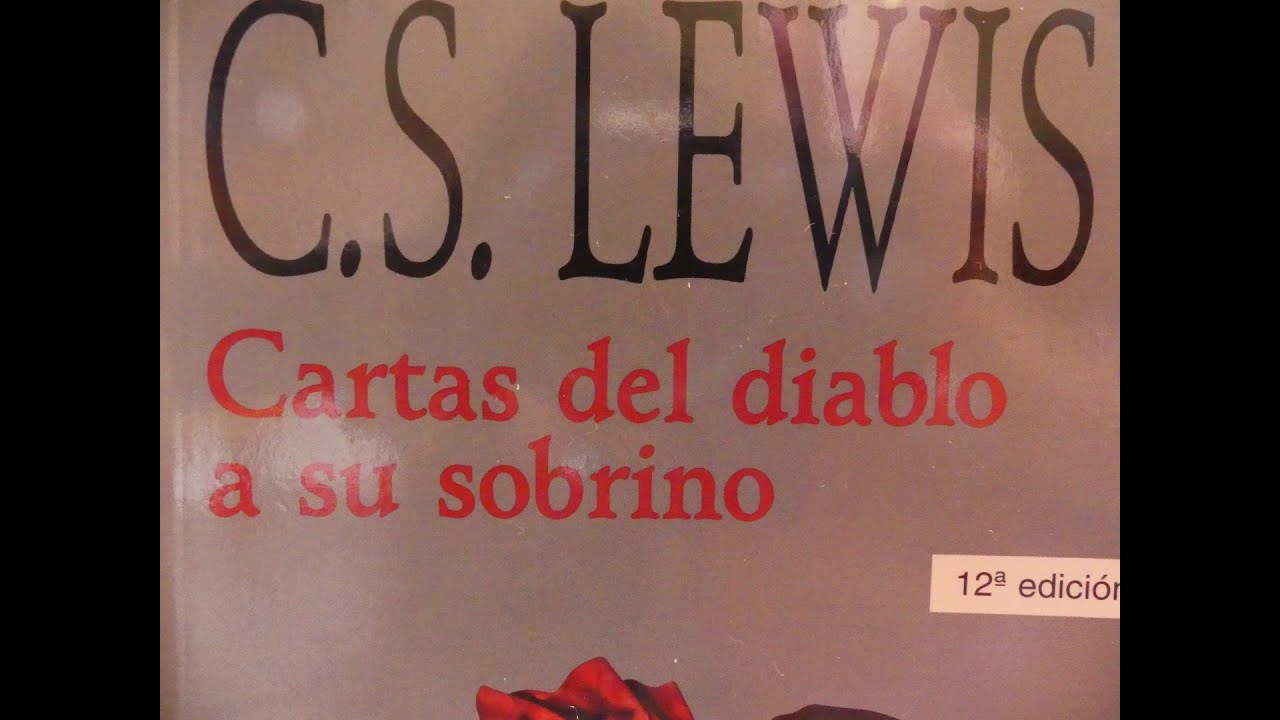 C.S. LEWIS
Cartas del diablo
a su sobrino
12ª edición